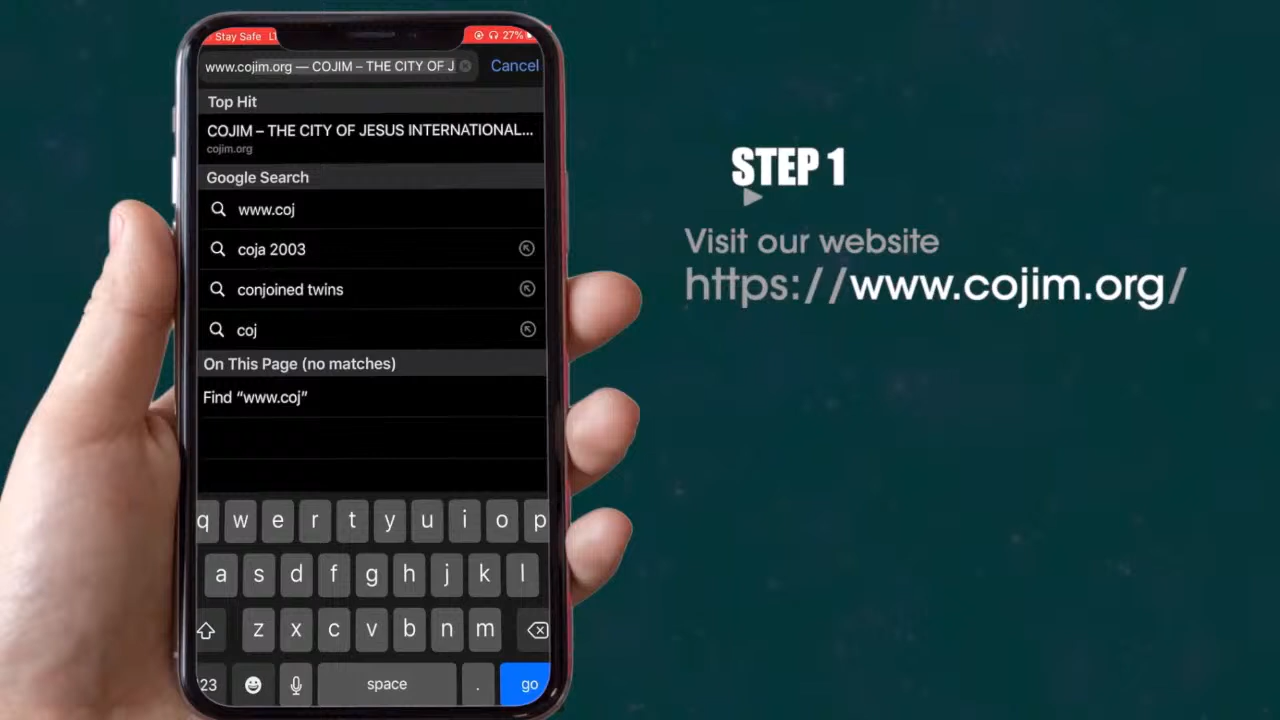 Stay Safe
27%
www.cojim.org — COJIM – THE CITY OF J
Cancel
Top Hit
COJIM – THE CITY OF JESUS INTERNATIONAL...
cojim.org
Google Search
www.coj
coja 2003
conjoined twins
coj
On This Page (no matches)
Find “www.coj”
q w e r t y u i o p
a s d f g h j k l
z x c v b n m
23 space . go
STEP 1
Visit our website
https://www.cojim.org/